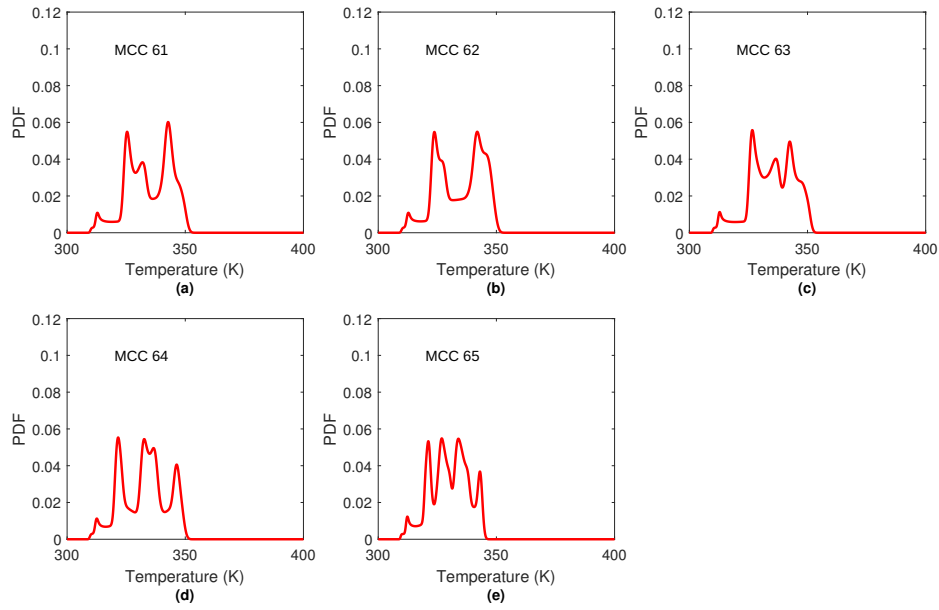 0.12
0.1
0.08
0.06
0.04
0.02
0
PDF
MCC 61
300
350
400
Temperature (K)
(a)
0.12
0.1
0.08
0.06
0.04
0.02
0
PDF
MCC 62
300
350
400
Temperature (K)
(b)
0.12
0.1
0.08
0.06
0.04
0.02
0
PDF
MCC 63
300
350
400
Temperature (K)
(c)
0.12
0.1
0.08
0.06
0.04
0.02
0
PDF
MCC 64
300
350
400
Temperature (K)
(d)
0.12
0.1
0.08
0.06
0.04
0.02
0
PDF
MCC 65
300
350
400
Temperature (K)
(e)